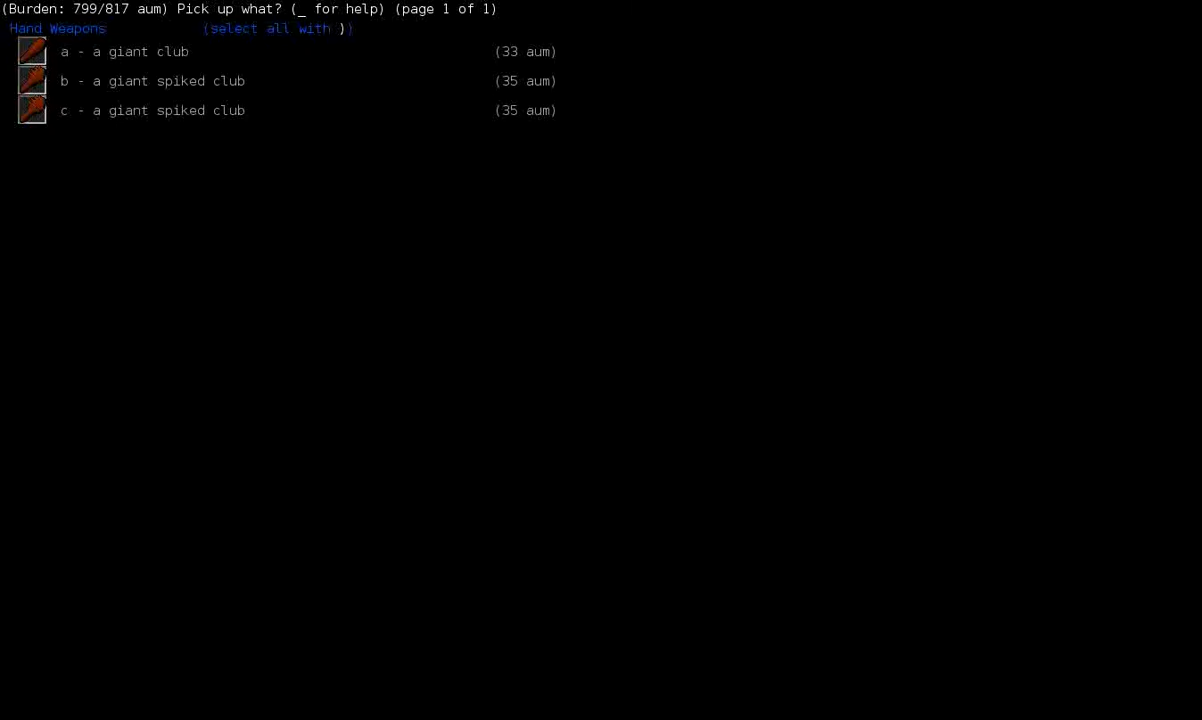 (Burden: 799/817 aum) Pick up what? (_ for help) (page 1 of 1)
Hand Weapons (select all with ))
a - a giant club (33 aum)
b - a giant spiked club (35 aum)
c - a giant spiked club (35 aum)